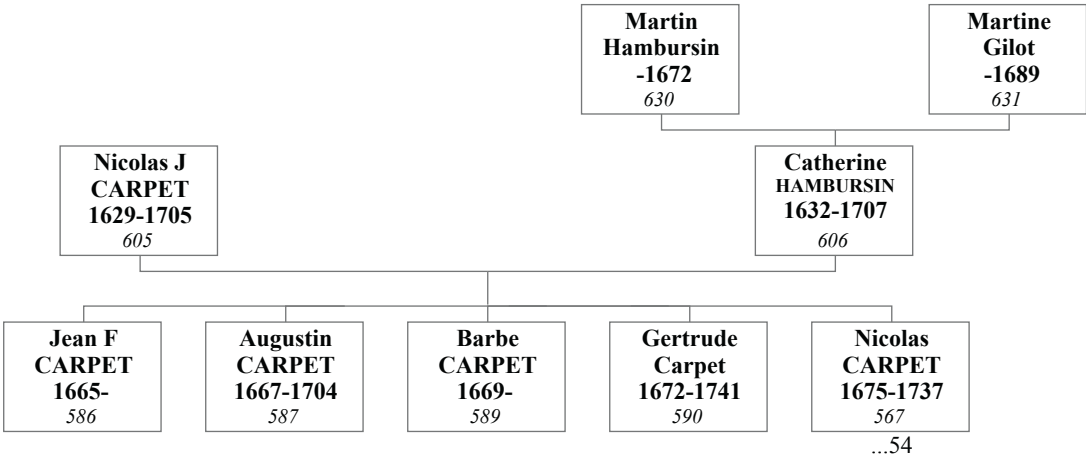 Martin
Hambursin
-1672
630
Martine
Gilot
-1689
631
Nicolas J
CARPET
1629-1705
605
Catherine
HAMBURSIN
1632-1707
606
Jean F
CARPET
1665-
586
Augustin
CARPET
1667-1704
587
Barbe
CARPET
1669-
589
Gertrude
Carpet
1672-1741
590
Nicolas
CARPET
1675-1737
567
...54